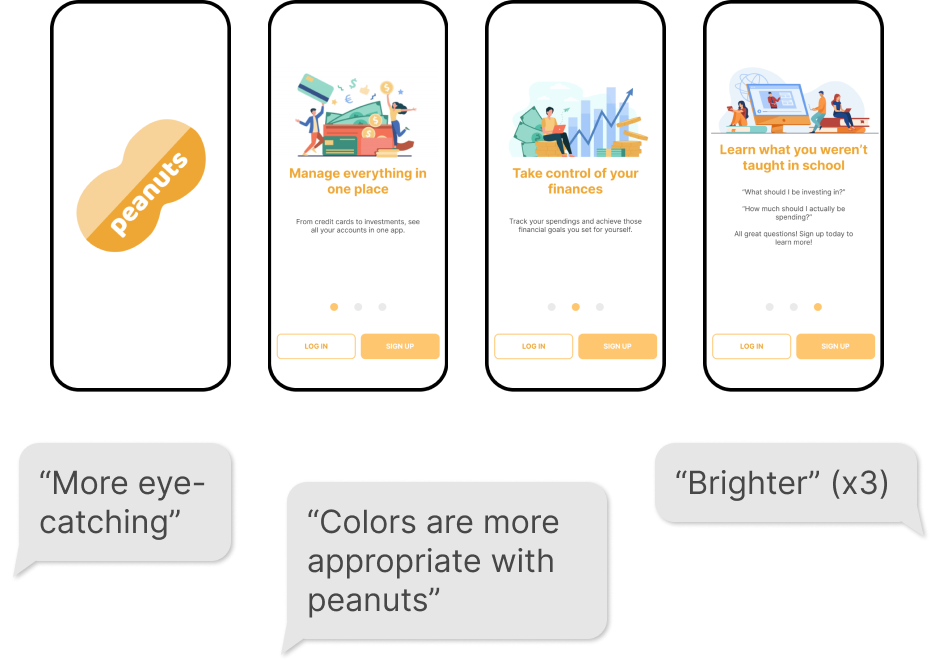 peanuts
Manage everything in
one place
From credit cards to investments, see
all your accounts in one app.
LOG IN
SIGN UP
Take control of your
finances
Track your spendings and achieve those
financial goals you set for yourself.
LOG IN
SIGN UP
Learn what you weren’t
taught in school
"What should I be investing in?"
"How much should I actually be
spending?"
All great questions! Sign up today to
learn more!
LOG IN
SIGN UP
“More eye-
catching”
“Colors are more
appropriate with
peanuts”
“Brighter” (x3)